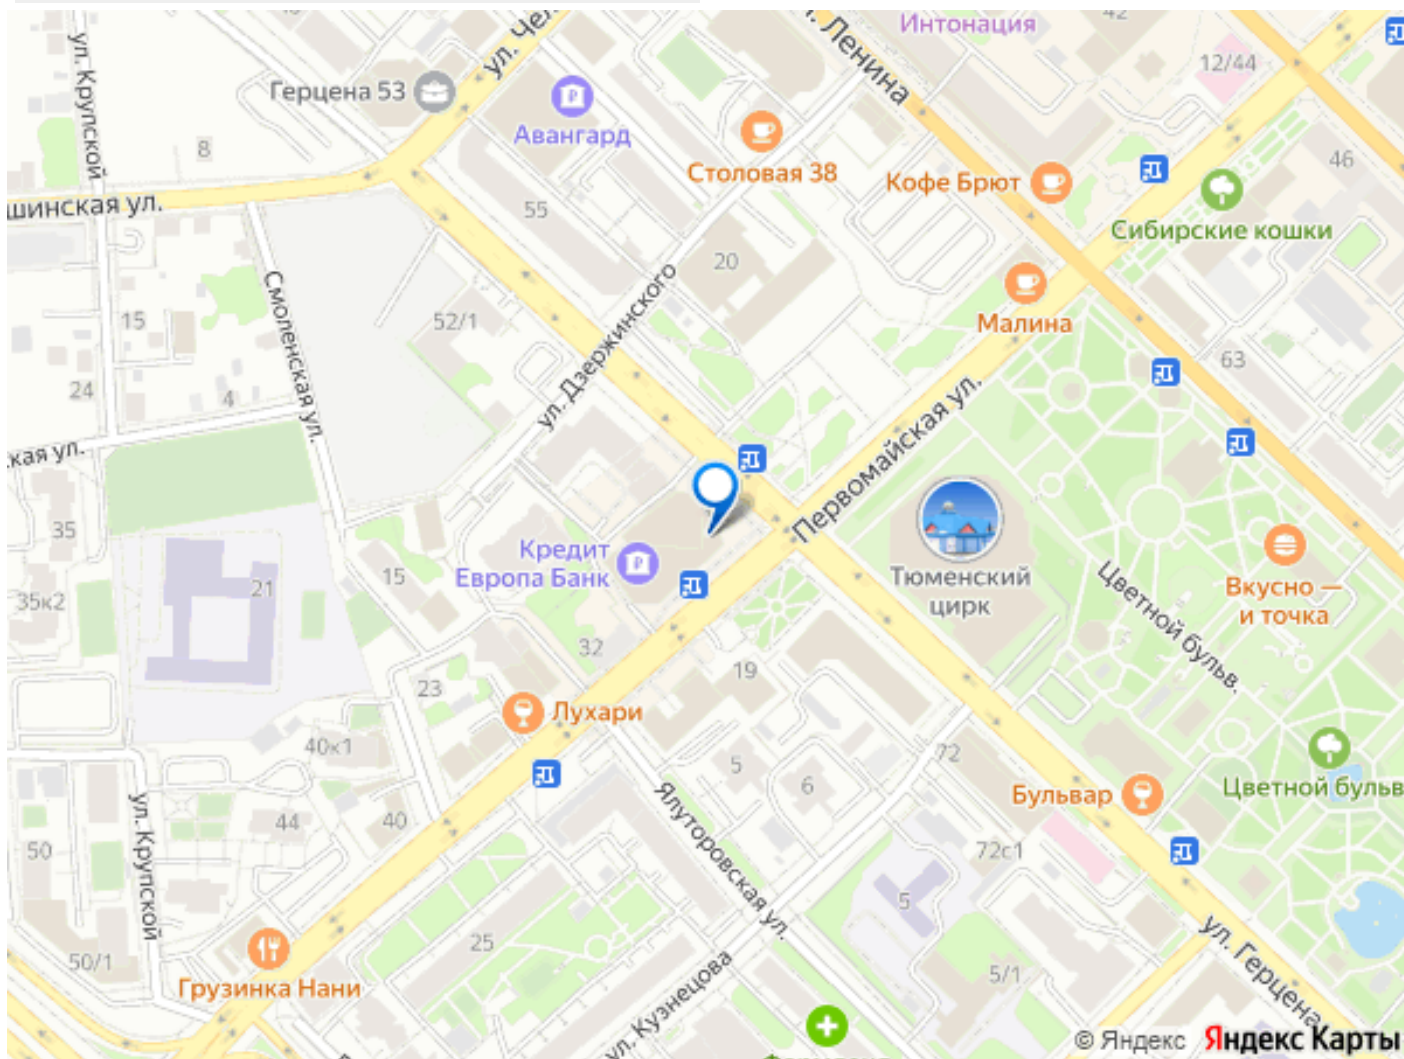 Интонация
42
ул. Крупской
ул. Чел
Ленина
12/44
Герцена 53
Авангард
Столовая 38
8
46
Кофе Брют
шинская ул.
55
Сибирские кошки
20
ул. Дзержинского
Смоленская ул.
15
52/1
Малина
63
24
4
Первомайская ул.
кая ул.
35
Кредит
Европа Банк
15
21
Тюменский
цирк
Цветной бульв.
Вкусно —
и точка
35к2
32
19
23
Лухари
40к1
72
5
6
Бульвар
Цветной бульв
ул. Крупской
44
40
Ялуторовская ул.
50
72с1
5
25
ул. Герцена
50/1
Грузинка Нани
ул. Кузнецова
5/1
© Яндекс Яндекс Карты